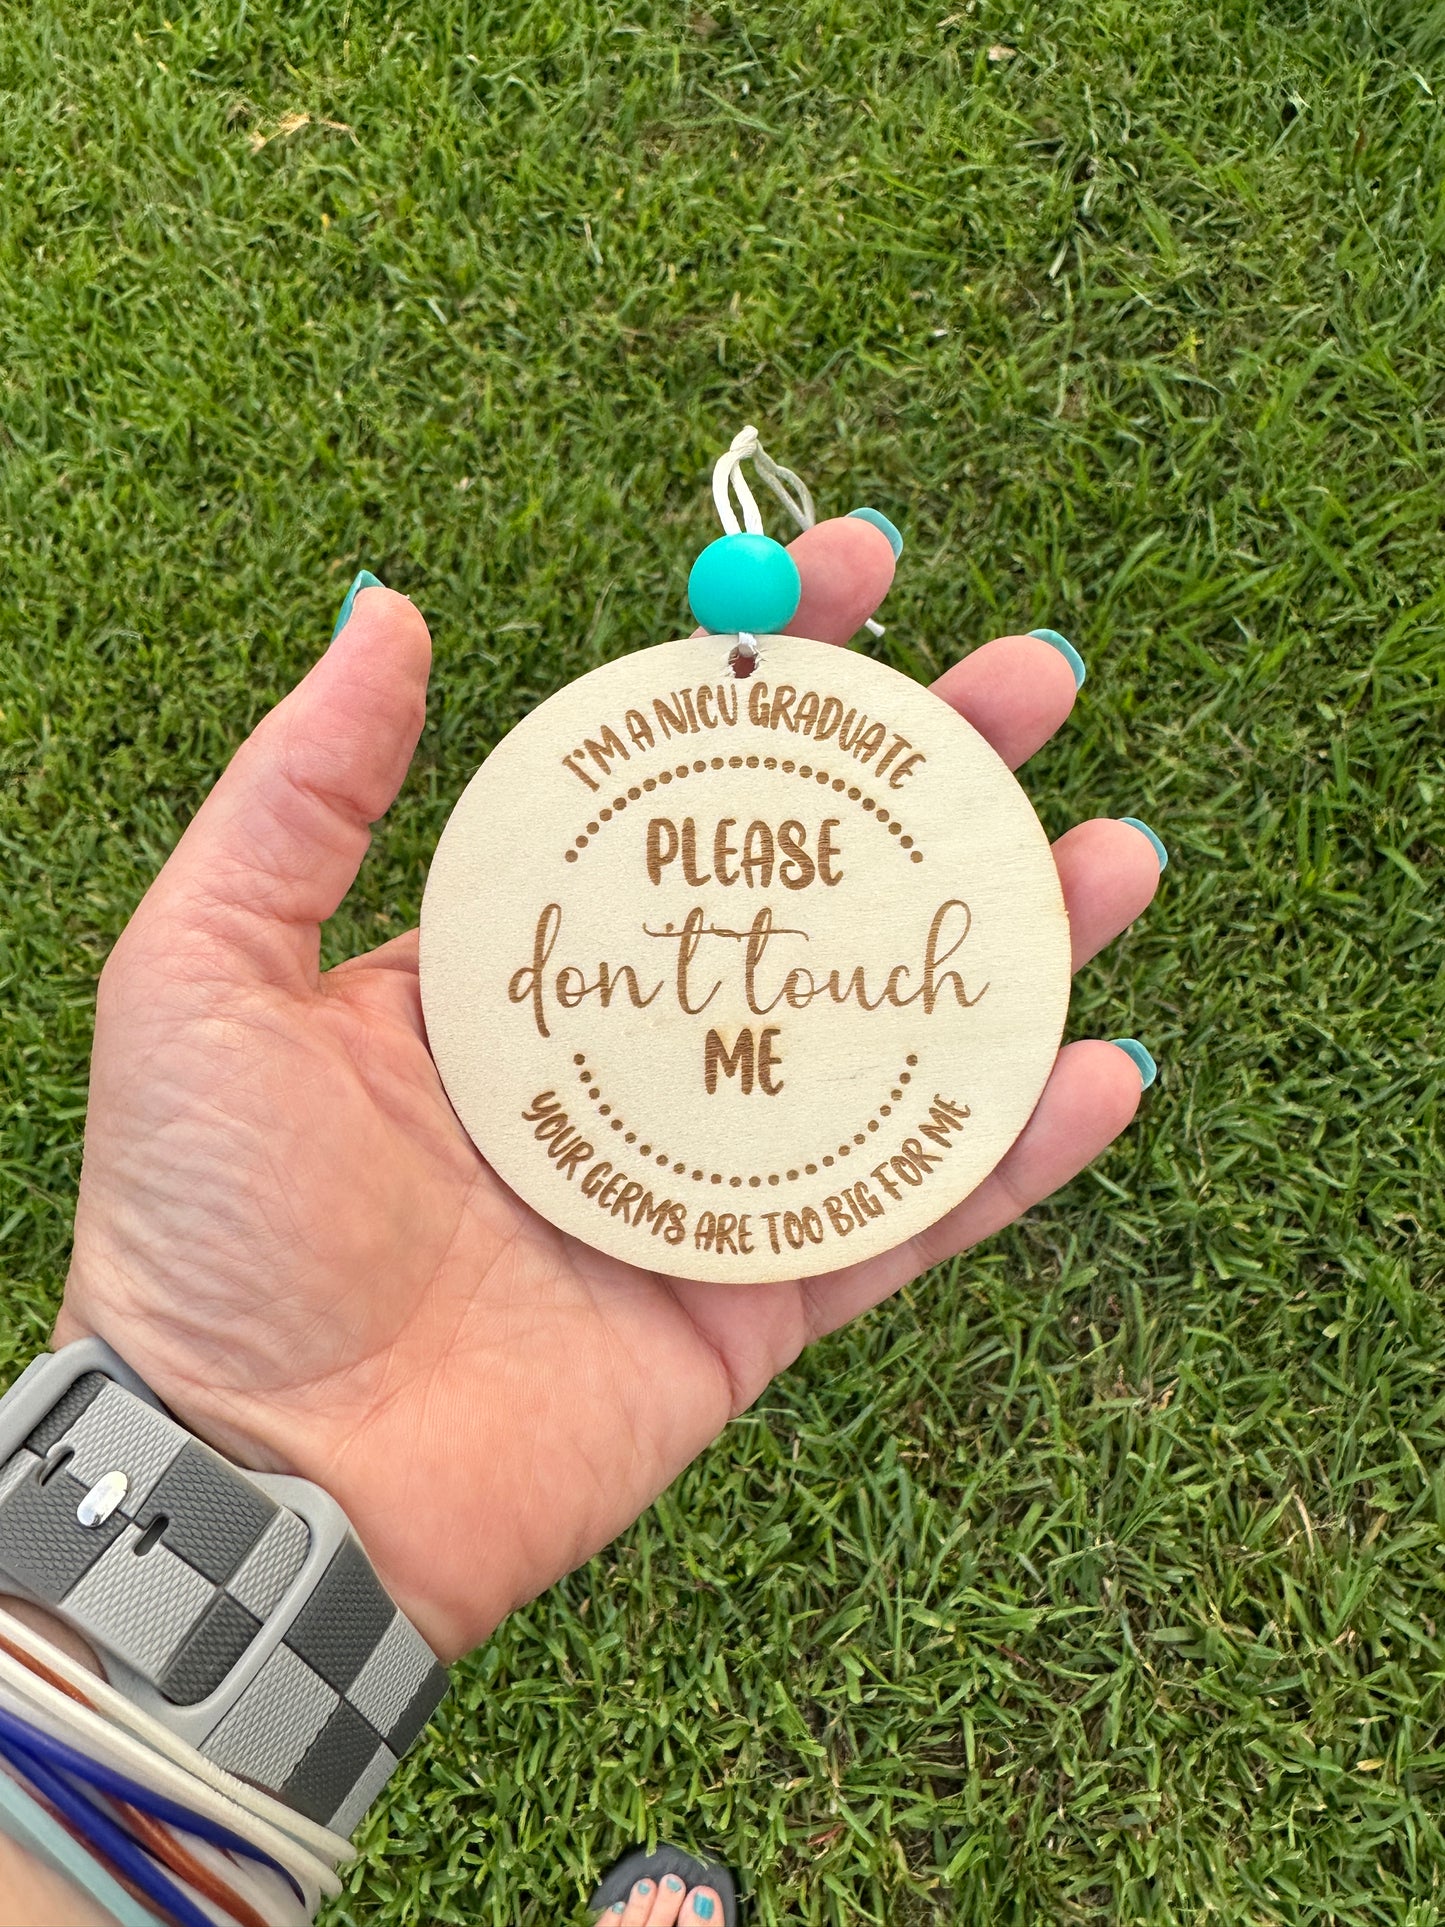 I'M A NICU GRADUATE
PLEASE
don't touch
ME
YOUR GERMS ARE TOO BIG FOR ME